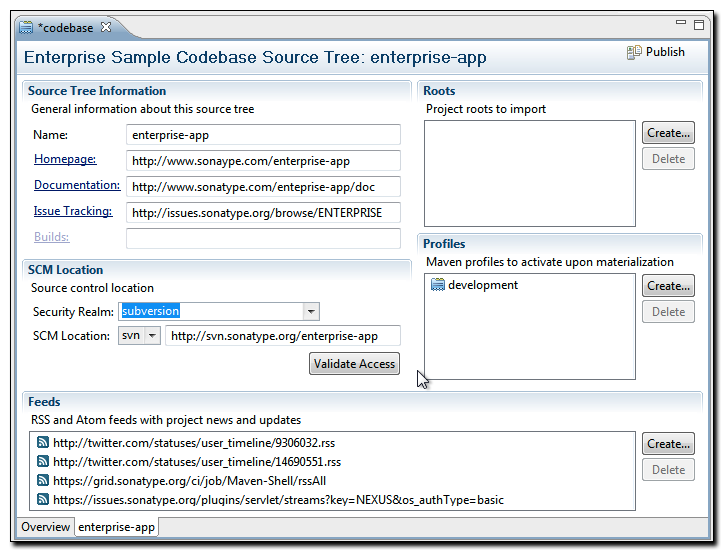 *codebase
Enterprise Sample Codebase Source Tree: enterprise-app
Publish
Source Tree Information
General information about this source tree
Name: enterprise-app
Homepage: http://www.sonaype.com/enterprise-app
Documentation: http://www.sonatype.com/enteprise-app/doc
Issue Tracking: http://issues.sonatype.org/browse/ENTERPRISE
Builds:
SCM Location
Source control location
Security Realm: subversion
SCM Location: svn http://svn.sonatype.org/enterprise-app
Validate Access
Roots
Project roots to import
Create...
Delete
Profiles
Maven profiles to activate upon materialization
development
Create...
Delete
Feeds
RSS and Atom feeds with project news and updates
http://twitter.com/statuses/user_timeline/9306032.rss
http://twitter.com/statuses/user_timeline/14690551.rss
https://grid.sonatype.org/ci/job/Maven-Shell/rssAll
https://issues.sonatype.org/plugins/servlet/streams?key=NEXUS&os_authType=basic
Create...
Delete
Overview enterprise-app